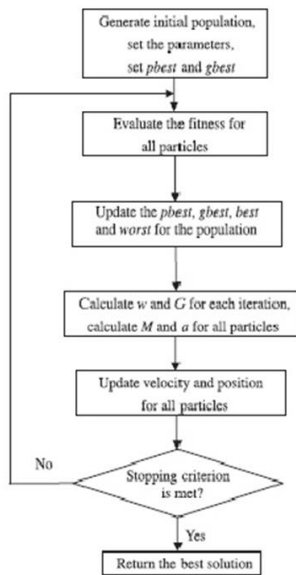 Generate initial population,
set the parameters,
set pbest and gbest
Evaluate the fitness for
all particles
Update the pbest, gbest, best
and worst for the population
Calculate w and G for each iteration,
calculate M and a for all particles
Update velocity and position
for all particles
No
Stopping criterion
is met?
Yes
Return the best solution